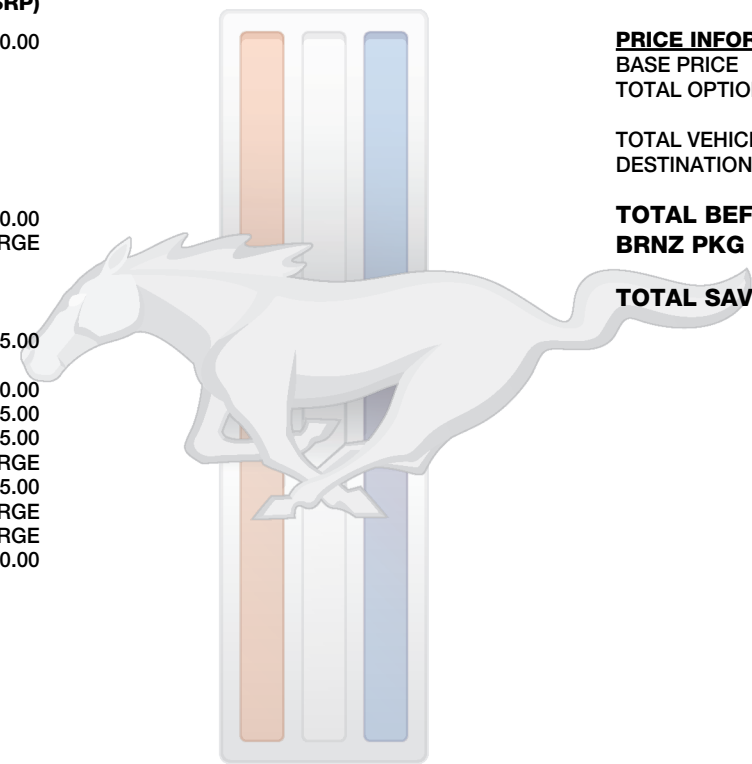 SRP)
0.00
0.00
RGE
5.00
0.00
5.00
5.00
RGE
5.00
RGE
RGE
0.00
PRICE INFOR
BASE PRICE
TOTAL OPTIO
TOTAL VEHICL
DESTINATION
TOTAL BEF
BRNZ PKG
TOTAL SAV